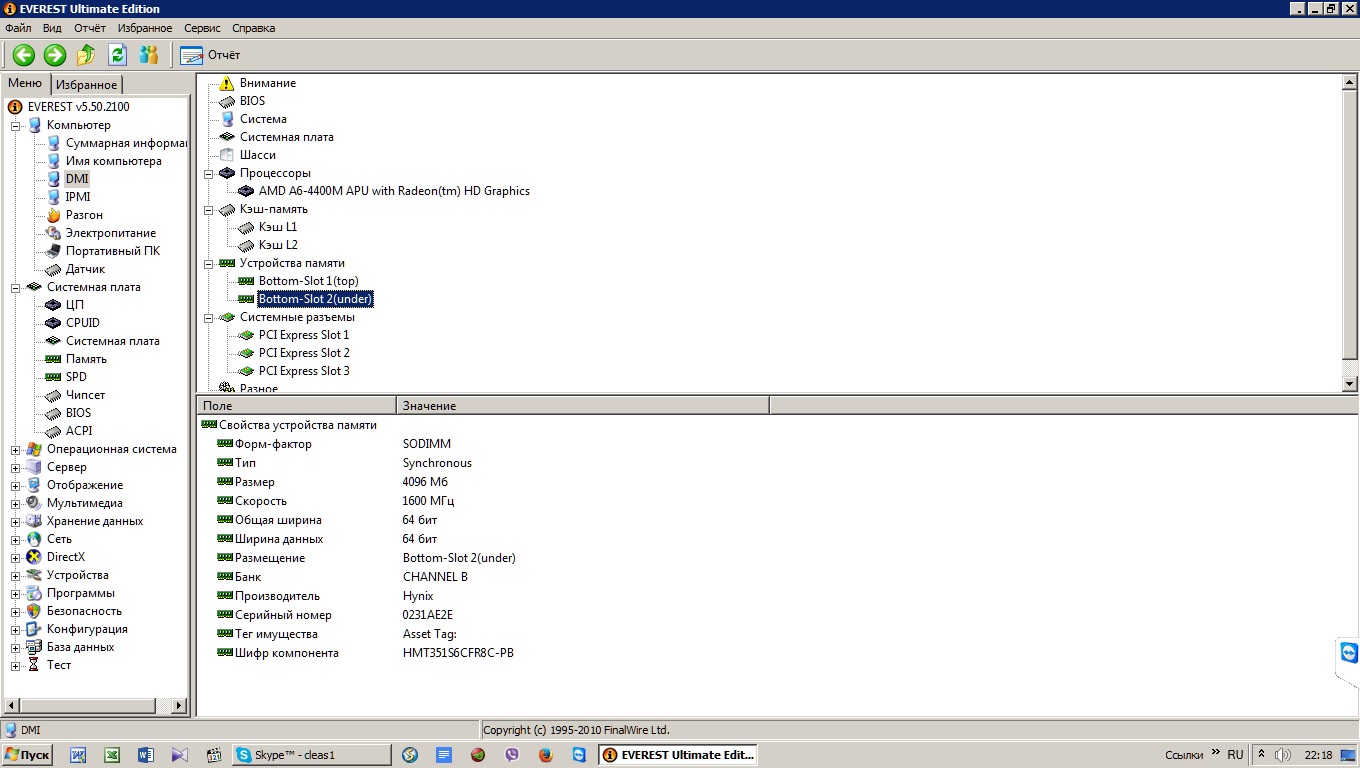 EVEREST Ultimate Edition
Файл Вид Отчёт Избранное Сервис Справка
Отчёт
Меню Избранное
EVEREST v5.50.2100
Компьютер
Суммарная информа
Имя компьютера
DMI
IPMI
Разгон
Электропитание
Портативный ПК
Датчик
Системная плата
ЦП
CPUID
Системная плата
Память
SPD
Чипсет
BIOS
ACPI
Операционная система
Сервер
Отображение
Мультимедиа
Хранение данных
Сеть
DirectX
Устройства
Программы
Безопасность
Конфигурация
База данных
Тест
Внимание
BIOS
Система
Системная плата
Шасси
Процессоры
AMD A6-4400M APU with Radeon(tm) HD Graphics
Кэш-память
Кэш L1
Кэш L2
Устройства памяти
Bottom-Slot 1(top)
Bottom-Slot 2(under)
Системные разъемы
PCI Express Slot 1
PCI Express Slot 2
PCI Express Slot 3
Разное
Поле Значение
Свойства устройства памяти
Форм-фактор SODIMM
Тип Synchronous
Размер 4096 Мб
Скорость 1600 МГц
Общая ширина 64 бит
Ширина данных 64 бит
Размещение Bottom-Slot 2(under)
Банк CHANNEL B
Производитель Hynix
Серийный номер 0231AE2E
Тег имущества Asset Tag:
Шифр компонента HMT351S6CFR8C-PB
DMI Copyright (c) 1995-2010 FinalWire Ltd.
Пуск Skype™ - cleas1 EVEREST Ultimate Edit... Ссылки » RU 22:18